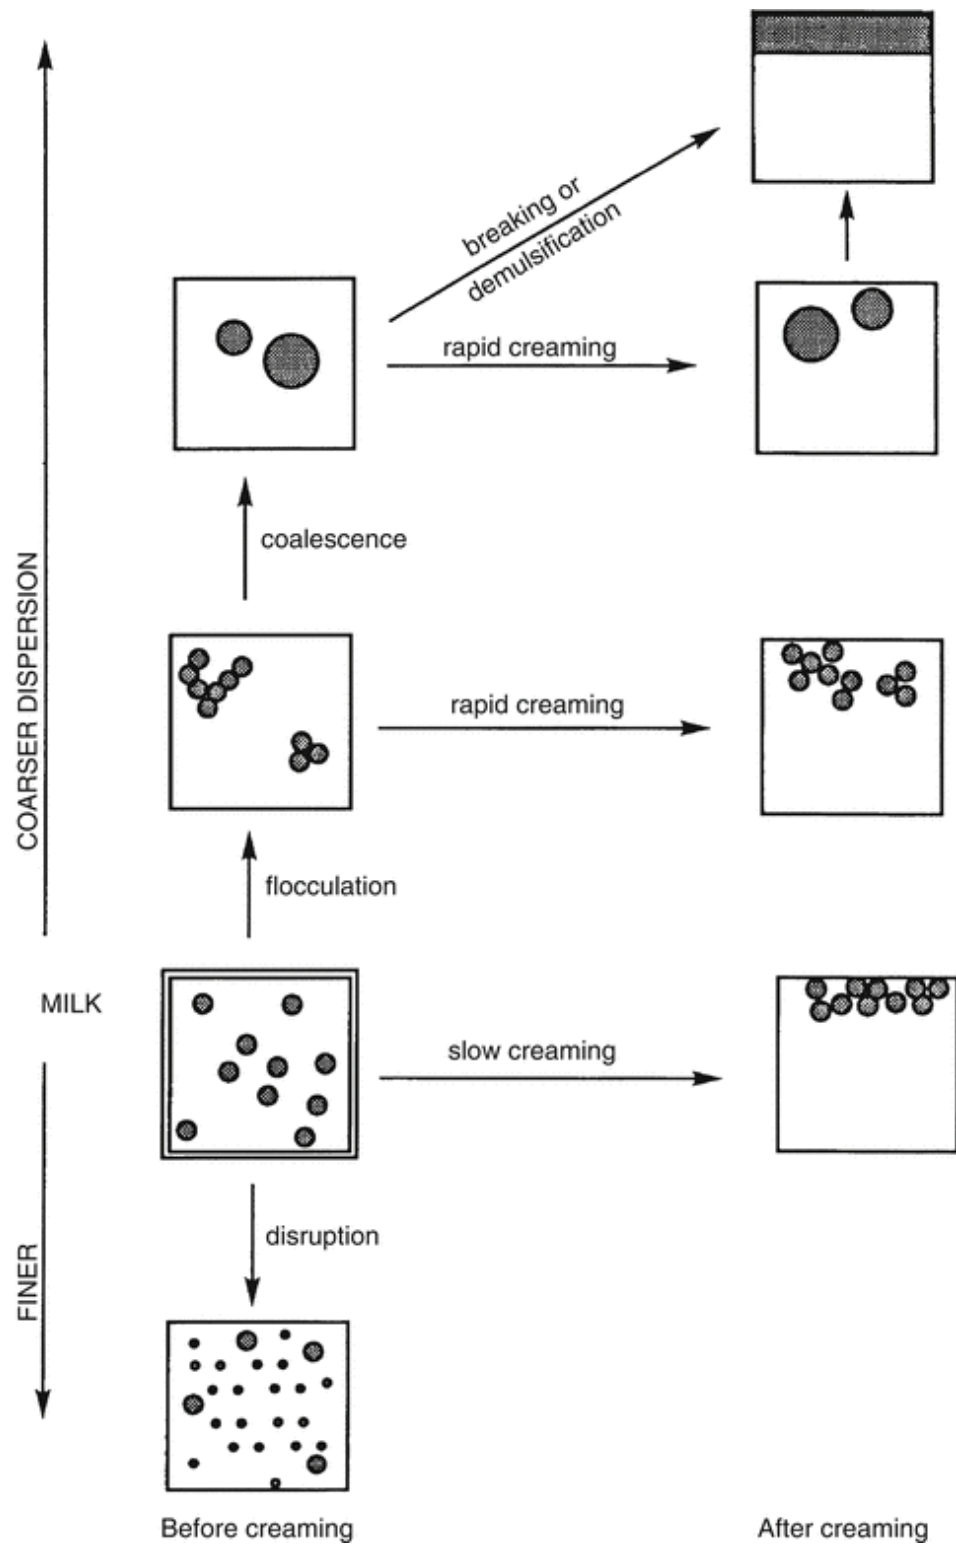 breaking or
demulsification
rapid creaming
coalescence
COARSER DISPERSION
rapid creaming
flocculation
MILK
slow creaming
disruption
FINER
Before creaming
After creaming